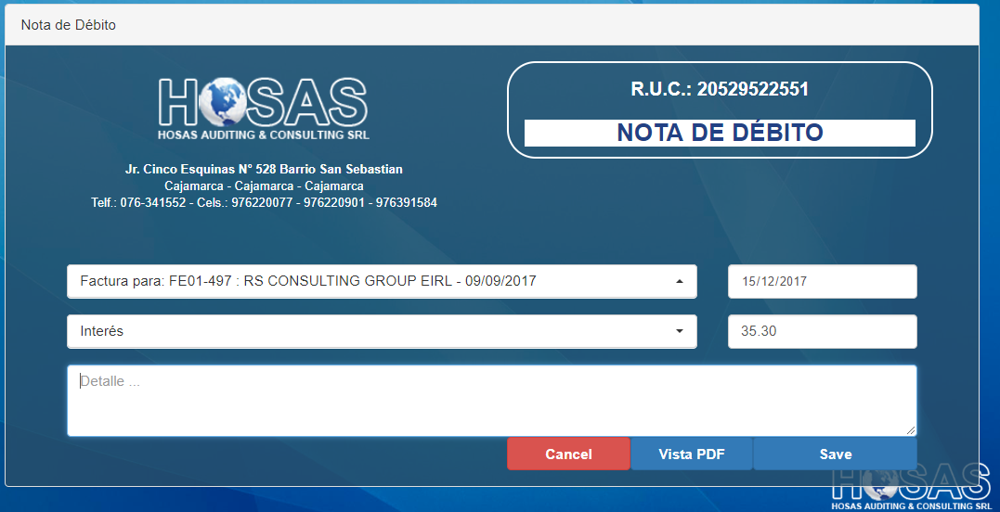 Nota de Débito
HOSAS
HOSAS AUDITING & CONSULTING SRL
Jr. Cinco Esquinas N° 528 Barrio San Sebastian
Cajamarca - Cajamarca - Cajamarca
Telf.: 076-341552 - Cels.: 976220077 - 976220901 - 976391584
R.U.C.: 20529522551
NOTA DE DÉBITO
Factura para: FE01-497 : RS CONSULTING GROUP EIRL - 09/09/2017
15/12/2017
Interés
35.30
Detalle ...
Cancel
Vista PDF
Save
HOSAS
HOSAS AUDITING & CONSULTING SRL